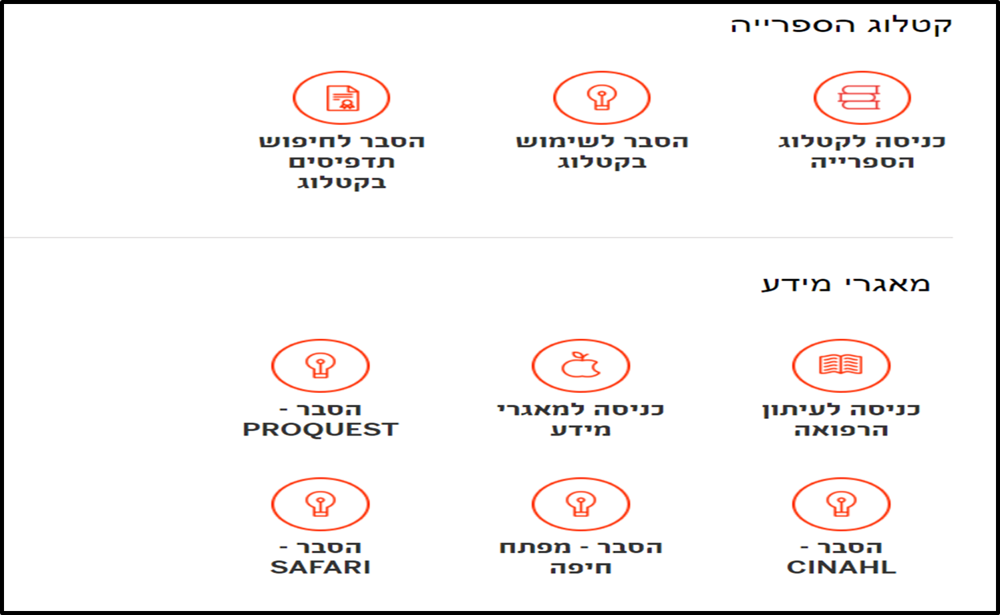 קטלוג הספרייה
כניסה לקטלוג
הספרייה
הסבר לשימוש
בקטלוג
הסבר לחיפוש
תדפיסים
בקטלוג
מאגרי מידע
כניסה לעיתון
הרפואה
כניסה למאגרי
מידע
הסבר -
PROQUEST
הסבר -
CINAHL
הסבר - מפתח
חיפה
הסבר -
SAFARI